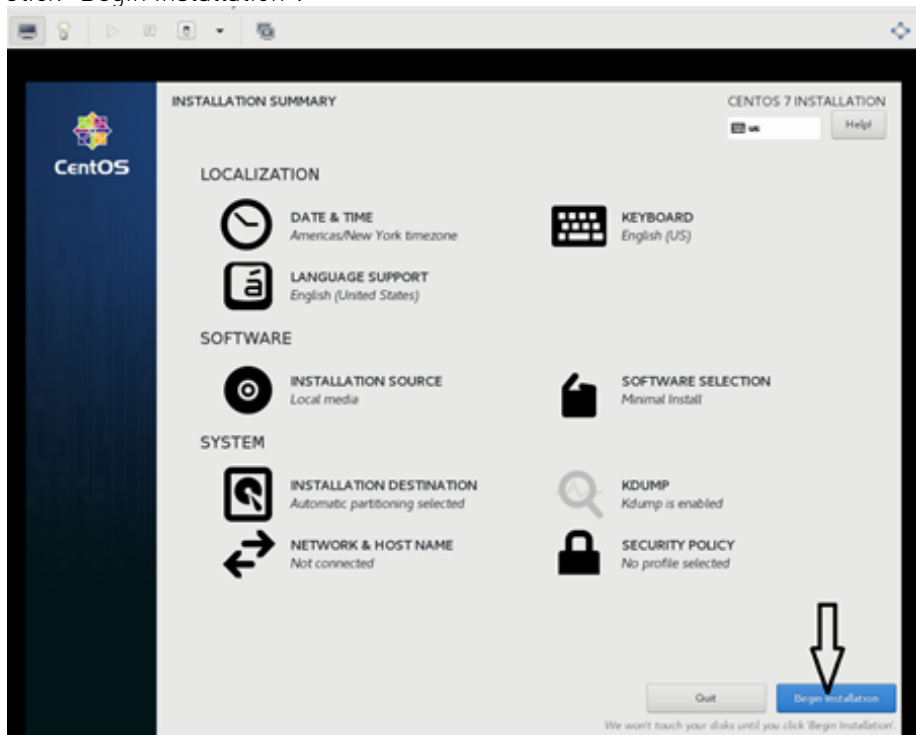 click "Begin Installation".
INSTALLATION SUMMARY
CENTOS 7 INSTALLATION
us
Help!
CentOS
LOCALIZATION
DATE & TIME
Americas/New York timezone
KEYBOARD
English (US)
LANGUAGE SUPPORT
English (United States)
SOFTWARE
INSTALLATION SOURCE
Local media
SOFTWARE SELECTION
Minimal Install
SYSTEM
INSTALLATION DESTINATION
Automatic partitioning selected
KDUMP
Kdump is enabled
NETWORK & HOST NAME
Not connected
SECURITY POLICY
No profile selected
Quit
Begin Installation
We won't touch your disks until you click 'Begin Installation'.